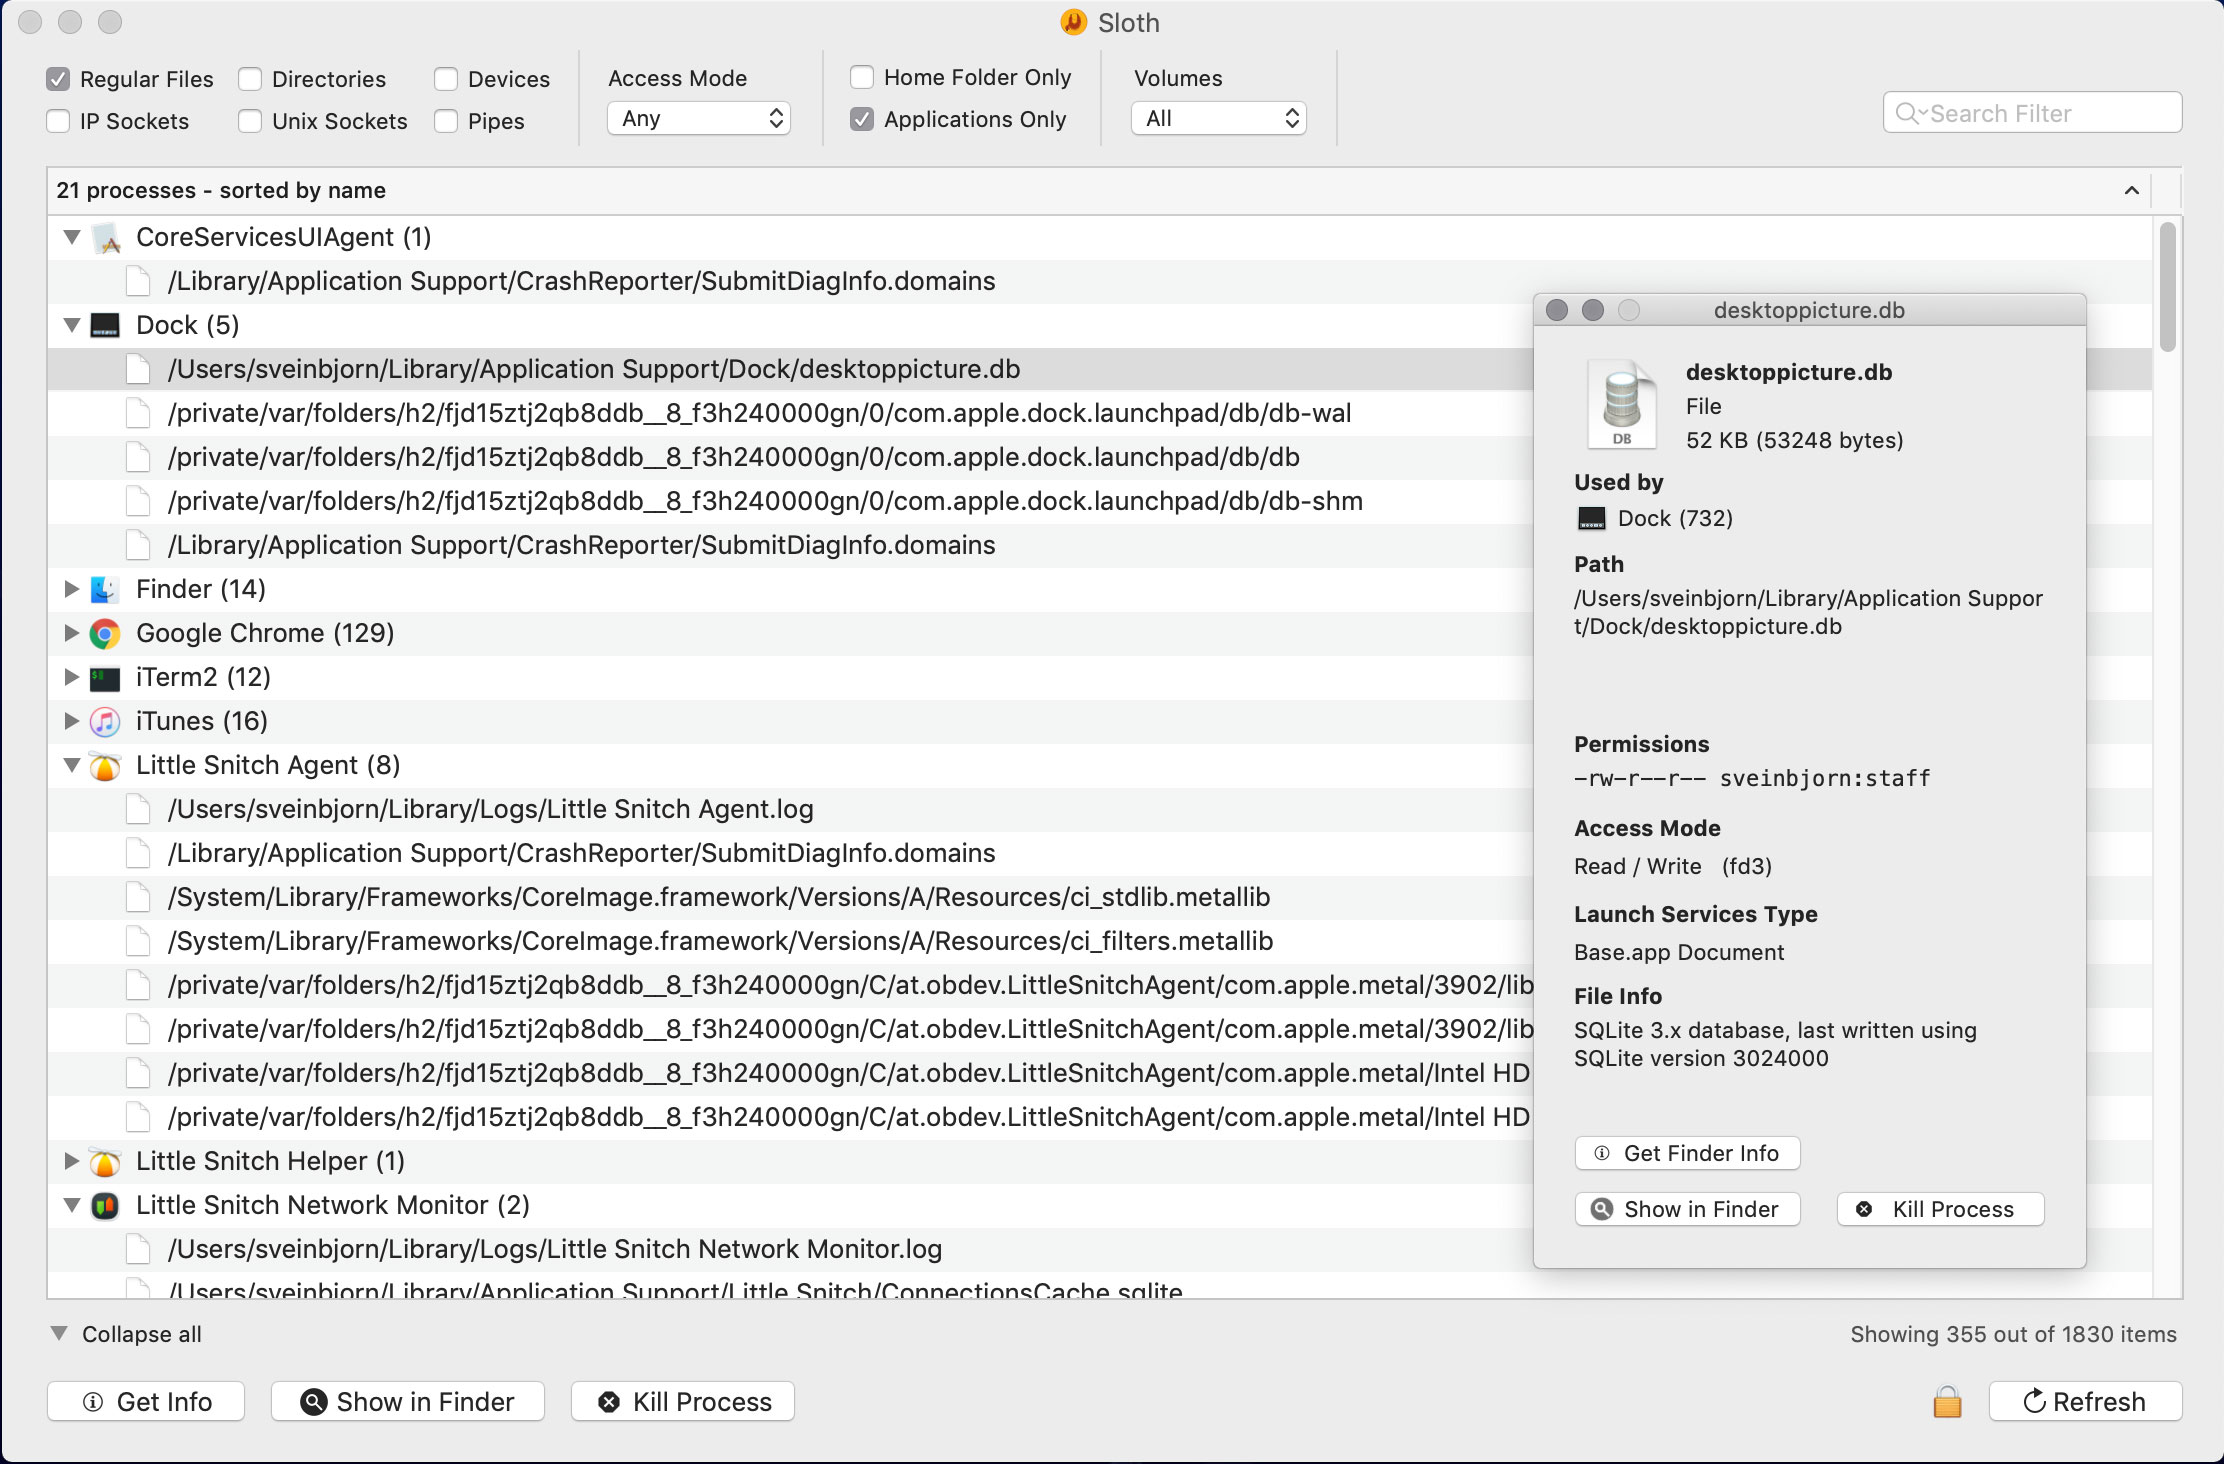 Sloth
Regular Files
Directories
Devices
IP Sockets
Unix Sockets
Pipes
Access Mode
Any
Home Folder Only
Applications Only
Volumes
All
Search Filter
21 processes - sorted by name
CoreServicesUIAgent (1)
/Library/Application Support/CrashReporter/SubmitDiagInfo.domains
Dock (5)
/Users/sveinbjorn/Library/Application Support/Dock/desktoppicture.db
/private/var/folders/h2/fjd15ztj2qb8ddb__8_f3h240000gn/0/com.apple.dock.launchpad/db/db-wal
/private/var/folders/h2/fjd15ztj2qb8ddb__8_f3h240000gn/0/com.apple.dock.launchpad/db/db
/private/var/folders/h2/fjd15ztj2qb8ddb__8_f3h240000gn/0/com.apple.dock.launchpad/db/db-shm
/Library/Application Support/CrashReporter/SubmitDiagInfo.domains
Finder (14)
Google Chrome (129)
iTerm2 (12)
iTunes (16)
Little Snitch Agent (8)
/Users/sveinbjorn/Library/Logs/Little Snitch Agent.log
/Library/Application Support/CrashReporter/SubmitDiagInfo.domains
/System/Library/Frameworks/CoreImage.framework/Versions/A/Resources/ci_stdlib.metallib
/System/Library/Frameworks/CoreImage.framework/Versions/A/Resources/ci_filters.metallib
/private/var/folders/h2/fjd15ztj2qb8ddb__8_f3h240000gn/C/at.obdev.LittleSnitchAgent/com.apple.metal/3902/lib
/private/var/folders/h2/fjd15ztj2qb8ddb__8_f3h240000gn/C/at.obdev.LittleSnitchAgent/com.apple.metal/3902/lib
/private/var/folders/h2/fjd15ztj2qb8ddb__8_f3h240000gn/C/at.obdev.LittleSnitchAgent/com.apple.metal/Intel HD
/private/var/folders/h2/fjd15ztj2qb8ddb__8_f3h240000gn/C/at.obdev.LittleSnitchAgent/com.apple.metal/Intel HD
Little Snitch Helper (1)
Little Snitch Network Monitor (2)
/Users/sveinbjorn/Library/Logs/Little Snitch Network Monitor.log
/Users/sveinbjorn/Library/Application Support/Little Snitch/ConnectionsCache.sqlite
desktoppicture.db
DB
desktoppicture.db
File
52 KB (53248 bytes)
Used by
Dock (732)
Path
/Users/sveinbjorn/Library/Application Suppor
t/Dock/desktoppicture.db
Permissions
-rw-r--r-- sveinbjorn:staff
Access Mode
Read / Write (fd3)
Launch Services Type
Base.app Document
File Info
SQLite 3.x database, last written using
SQLite version 3024000
Get Finder Info
Show in Finder
Kill Process
Collapse all
Showing 355 out of 1830 items
Get Info
Show in Finder
Kill Process
Refresh